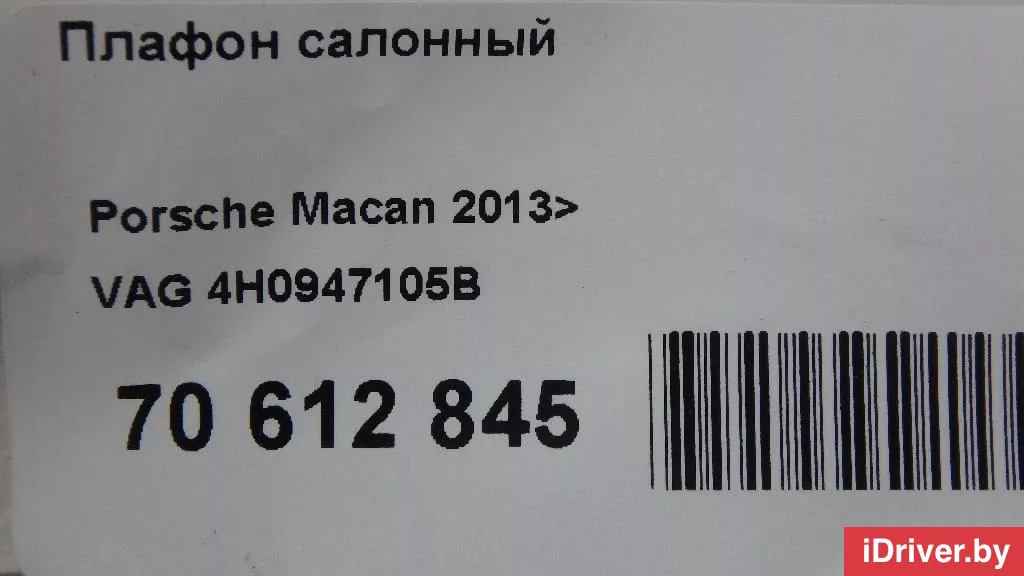 Плафон салонный
Porsche Macan 2013>
VAG 4H0947105B
70 612 845
iDriver.by